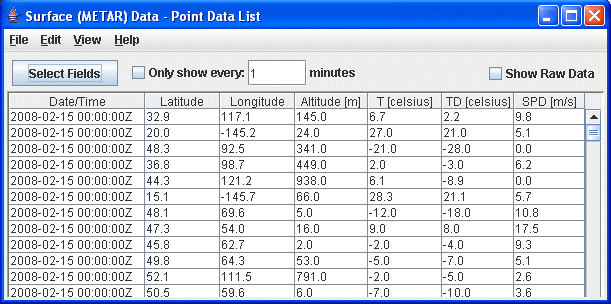 Surface (METAR) Data - Point Data List
File Edit View Help
Select Fields Only show every: 1 minutes Show Raw Data
Date/Time Latitude Longitude Altitude [m] T [celsius] TD [celsius] SPD [m/s]
2008-02-15 00:00:00Z 32.9 117.1 145.0 6.7 2.2 9.8
2008-02-15 00:00:00Z 20.0 -145.2 24.0 27.0 21.0 5.1
2008-02-15 00:00:00Z 48.3 92.5 341.0 -21.0 -28.0 0.0
2008-02-15 00:00:00Z 36.8 98.7 449.0 2.0 -3.0 6.2
2008-02-15 00:00:00Z 44.3 121.2 938.0 6.1 -8.9 0.0
2008-02-15 00:00:00Z 15.1 -145.7 66.0 28.3 21.1 5.7
2008-02-15 00:00:00Z 48.1 69.6 5.0 -12.0 -18.0 10.8
2008-02-15 00:00:00Z 47.3 54.0 16.0 9.0 8.0 17.5
2008-02-15 00:00:00Z 45.8 62.7 2.0 -2.0 -4.0 9.3
2008-02-15 00:00:00Z 49.8 64.3 53.0 -5.0 -7.0 5.1
2008-02-15 00:00:00Z 52.1 111.5 791.0 -2.0 -5.0 2.6
2008-02-15 00:00:00Z 50.5 59.6 6.0 -7.0 -10.0 3.6